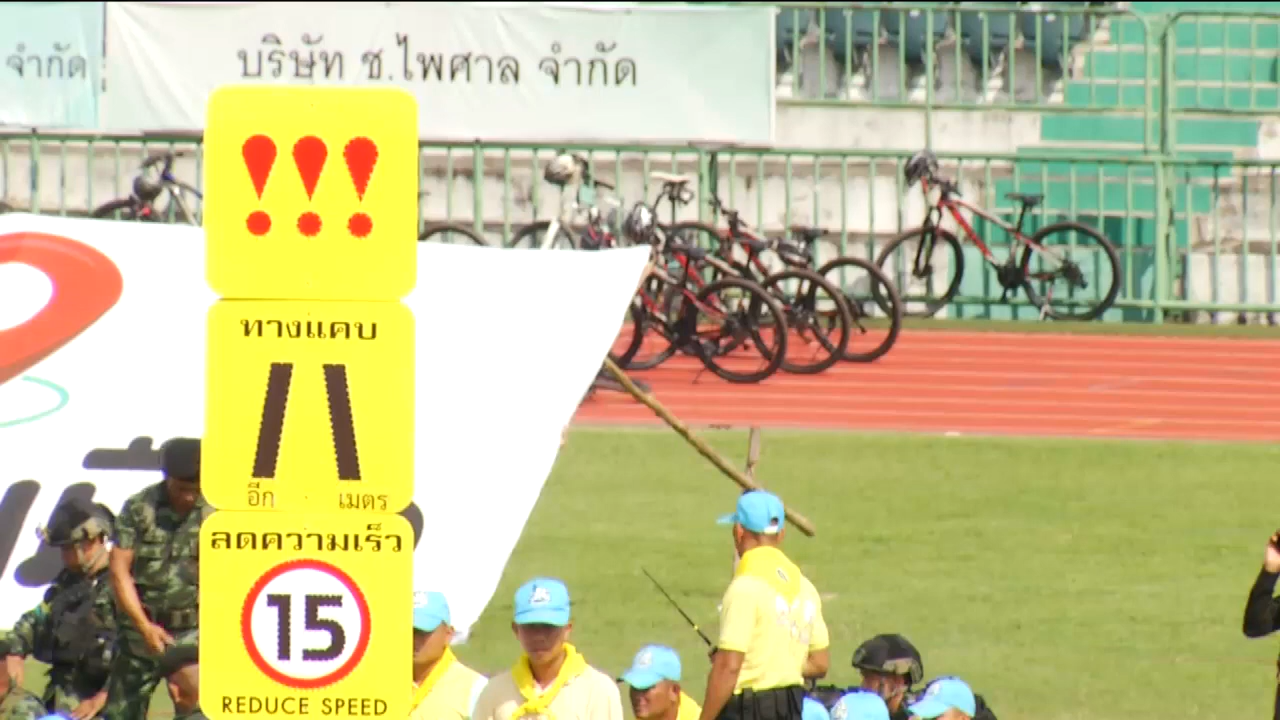 จำกัด
บริษัท ช.ไพศาล จำกัด
!!!
ทางแคบ
อีก เมตร
ลดความเร็ว
15
REDUCE SPEED